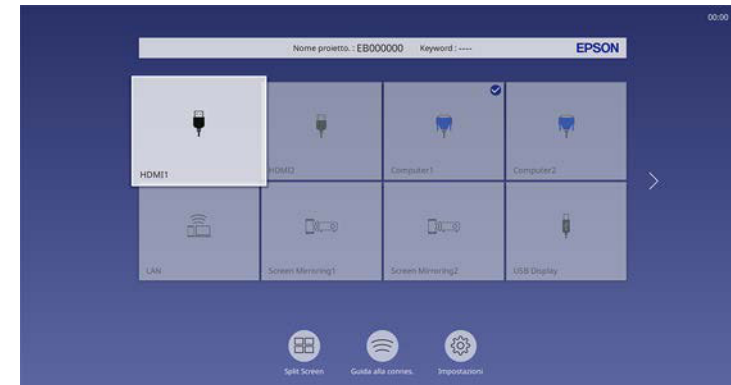 00:00
Nome proietto. : EB000000 Keyword : ---- EPSON
HDMI1 HDMI2 Computer1 Computer2
LAN Screen Mirroring1 Screen Mirroring2 USB Display
Split Screen Guida alla connes. Impostazioni